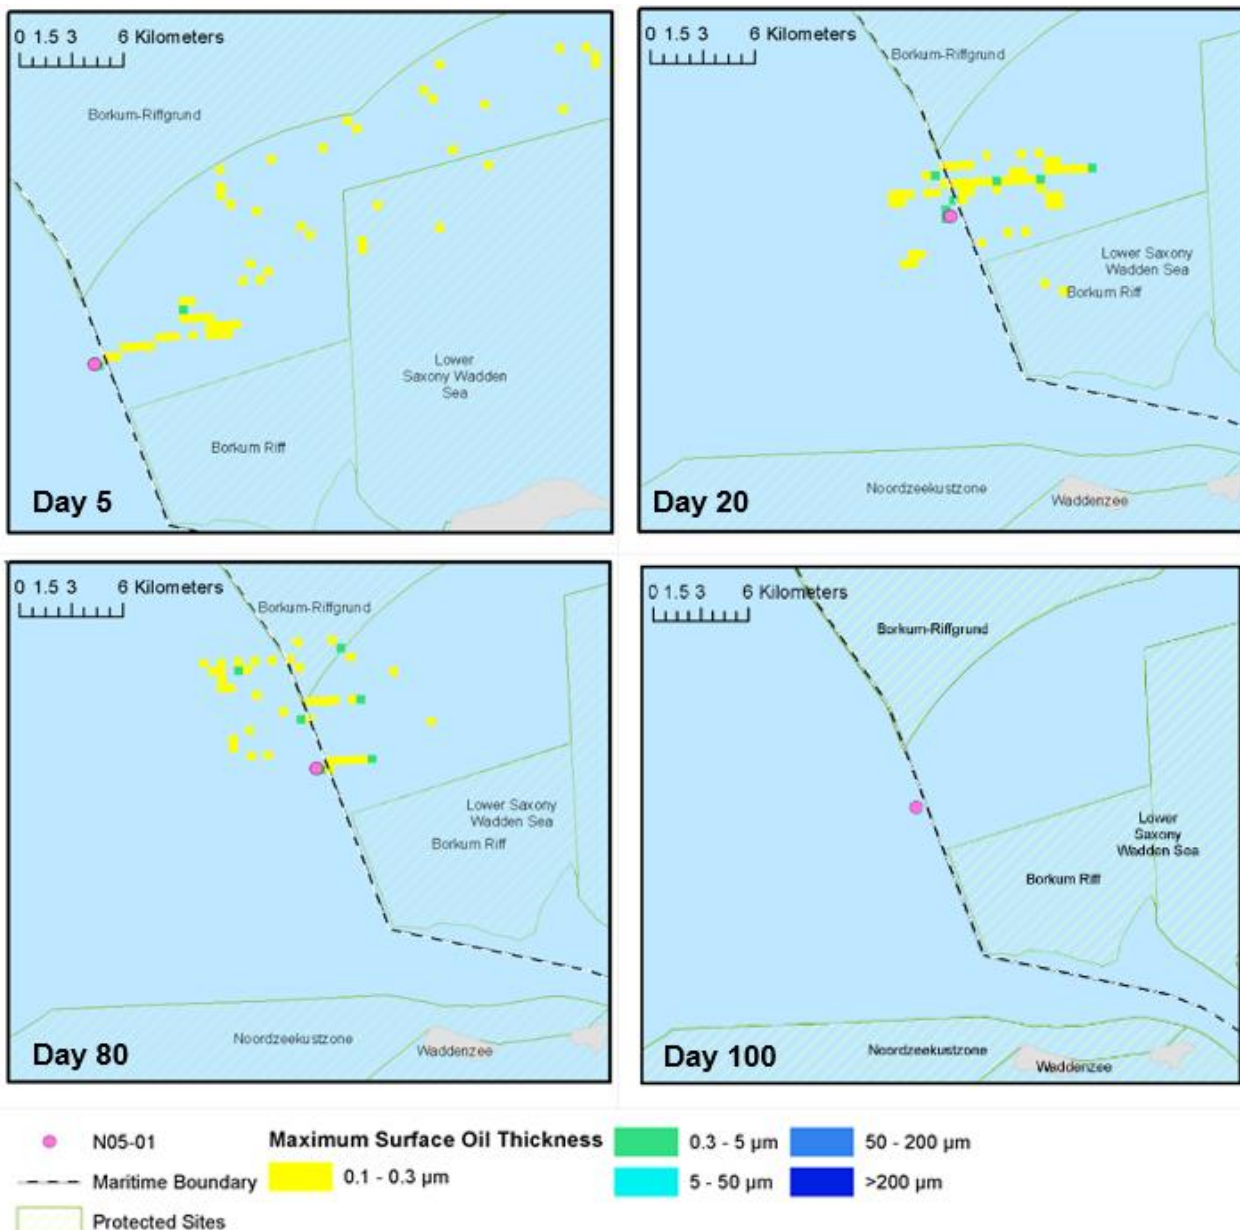 0 1.5 3 6 Kilometers
Borkum-Riffgrund
Lower
Saxony Wadden
Sea
Borkum Riff
Day 5
0 1.5 3 6 Kilometers
Borkum-Riffgrund
Lower Saxony
Wadden Sea
Borkum Riff
Noordzeekustzone
Waddenzee
Day 20
0 1.5 3 6 Kilometers
Borkum-Riffgrund
Lower Saxony
Wadden Sea
Borkum Riff
Noordzeekustzone
Waddenzee
Day 80
0 1.5 3 6 Kilometers
Borkum-Riffgrund
Lower
Saxony
Wadden Sea
Borkum Riff
Noordzeekustzone
Waddenzee
Day 100
N05-01
Maritime Boundary
Protected Sites
Maximum Surface Oil Thickness
0.1 - 0.3 µm
0.3 - 5 µm
5 - 50 µm
50 - 200 µm
>200 µm